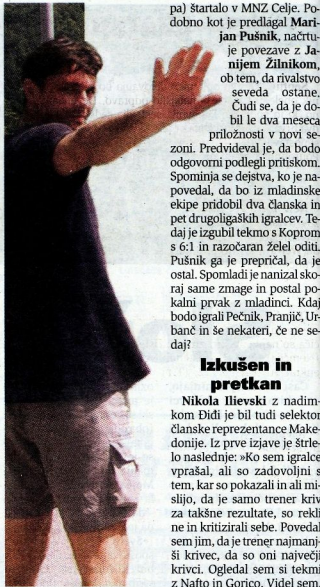 pa) štartalo v MNZ Celje. Po-
dobno kot je predlagal Mari-
jan Pušnik, načrtu-
je povezave z Ja-
nijem Žilnikom,
ob tem, da rivalstvo
seveda ostane.
Čudi se, da je do-
bil le dva meseca
priložnosti v novi se-
zoni. Predvideval je, da bodo
odgovorni podlegli pritiskom.
Spominja se dejstva, ko je na-
povedal, da bo iz mladinske
ekipe pridobil dva članska in
pet drugoligaških igralcev. Te-
daj je izgubil tekmo s Koprom
s 6:1 in razočaran želel oditi.
Pušnik ga je prepričal, da je
ostal. Spomladi je nanizal sko-
raj same zmage in postal po-
kalni prvak z mladinci. Kdaj
bodo igrali Pečnik, Pranjič, Ur-
banč in še nekateri, če ne se-
daj?
Izkušen in
pretkan
Nikola Ilievski z nadim-
kom Điđi je bil tudi selektor
članske reprezentance Make-
donije. Iz prve izjave je štrle-
lo naslednje: »Ko sem igralce
vprašal, ali so zadovoljni s
tem, kar so pokazali in ali mi-
slijo, da je samo trener kriv
za takšne rezultate, so rekli
ne in kritizirali sebe. Povedal
sem jim, da je trener najmanj-
ši krivec, da so oni največji
krivci. Ogledal sem si tekmi
z Nafto in Gorico. Videl sem